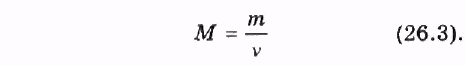 M = m/ν (26.3).